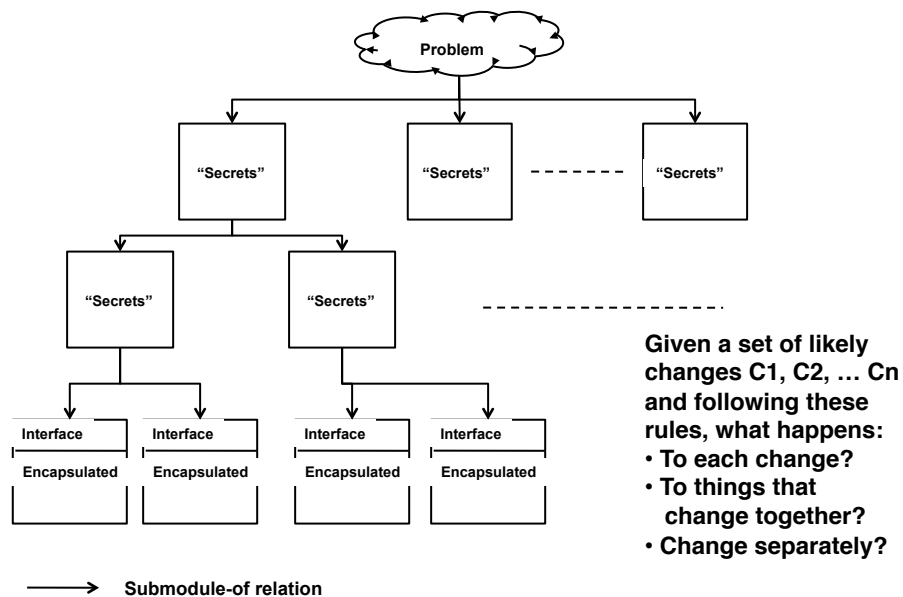 Problem
“Secrets”
“Secrets”
“Secrets”
“Secrets”
“Secrets”
Given a set of likely
changes C1, C2, … Cn
and following these
rules, what happens:
• To each change?
• To things that
change together?
• Change separately?
Interface
Interface
Interface
Interface
Encapsulated
Encapsulated
Encapsulated
Encapsulated
Submodule-of relation